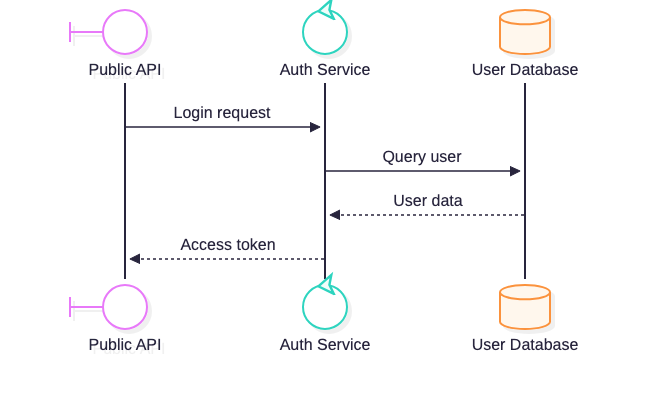 Public API
Auth Service
User Database
Login request
Query user
User data
Access token
Public API
Auth Service
User Database